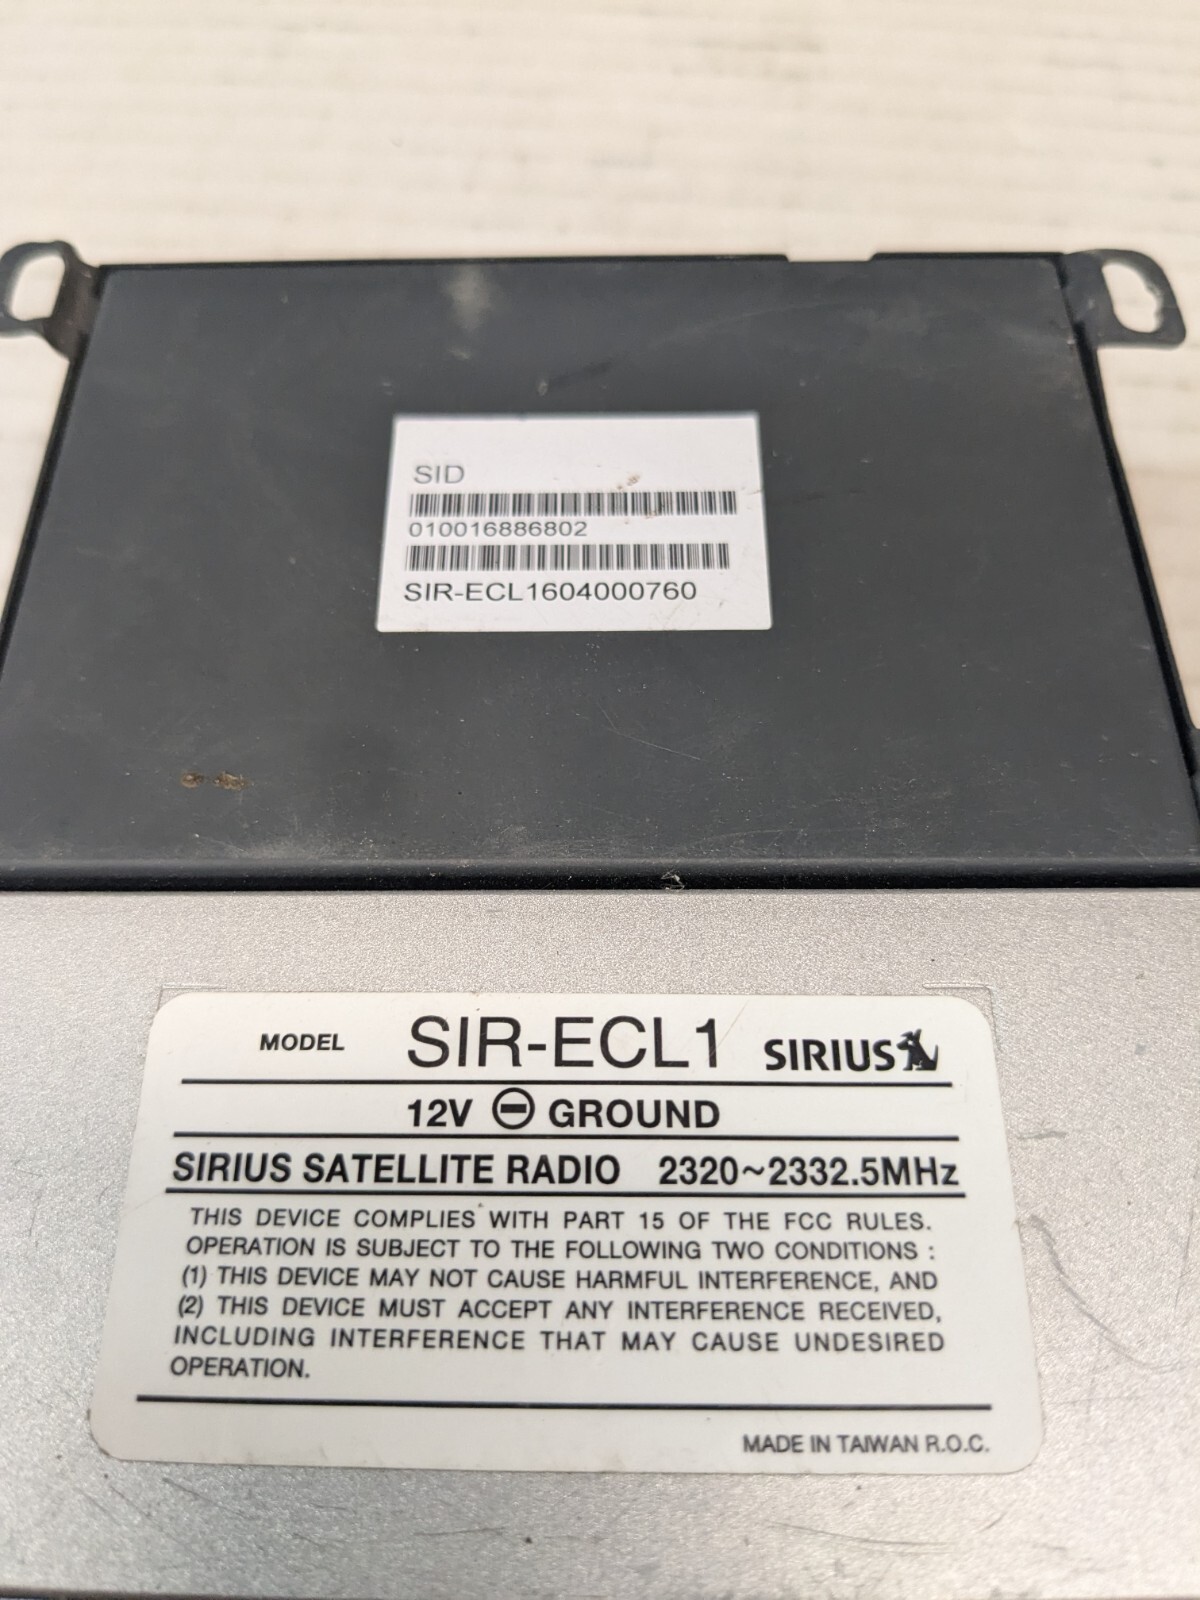 SID
010016886802
SIR-ECL1604000760
MODEL SIR-ECL1 SIRIUS
12V ⊖ GROUND
SIRIUS SATELLITE RADIO 2320~2332.5MHz
THIS DEVICE COMPLIES WITH PART 15 OF THE FCC RULES.
OPERATION IS SUBJECT TO THE FOLLOWING TWO CONDITIONS :
(1) THIS DEVICE MAY NOT CAUSE HARMFUL INTERFERENCE, AND
(2) THIS DEVICE MUST ACCEPT ANY INTERFERENCE RECEIVED,
INCLUDING INTERFERENCE THAT MAY CAUSE UNDESIRED
OPERATION.
MADE IN TAIWAN R.O.C.